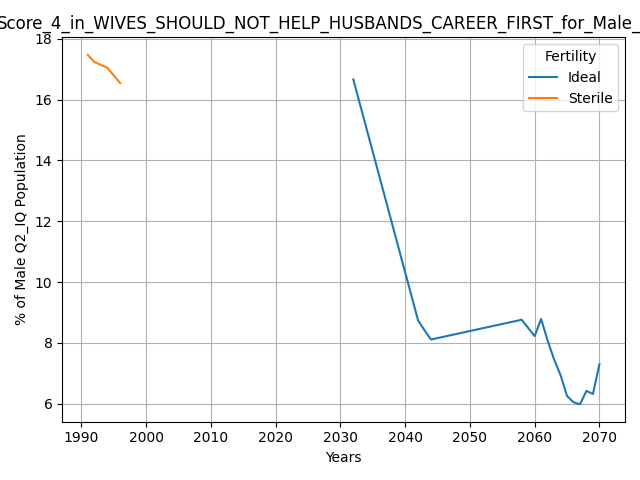 Score_4_in_WIVES_SHOULD_NOT_HELP_HUSBANDS_CAREER_FIRST_for_Male_
Fertility
Ideal
Sterile
% of Male Q2_IQ Population
18
16
14
12
10
8
6
1990 2000 2010 2020 2030 2040 2050 2060 2070
Years